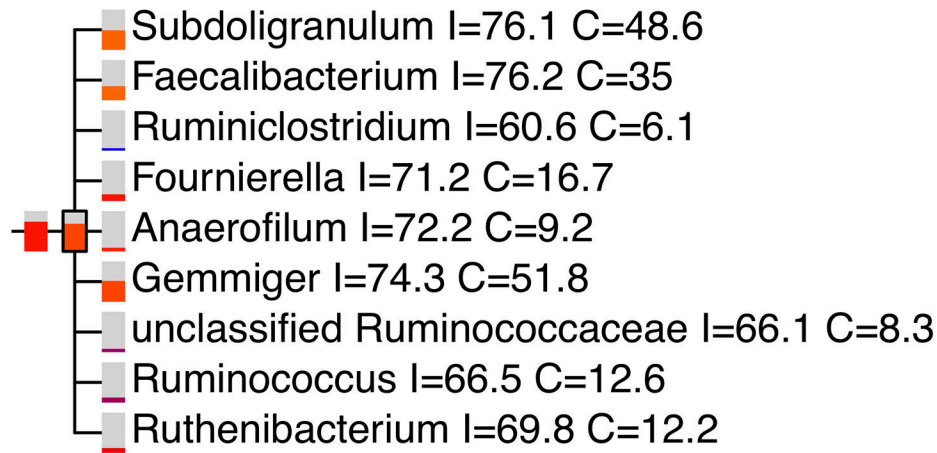 Subdoligranulum I=76.1 C=48.6
Faecalibacterium I=76.2 C=35
Ruminiclostridium I=60.6 C=6.1
Fournierella I=71.2 C=16.7
Anaerofilum I=72.2 C=9.2
Gemmiger I=74.3 C=51.8
unclassified Ruminococcaceae I=66.1 C=8.3
Ruminococcus I=66.5 C=12.6
Ruthenibacterium I=69.8 C=12.2